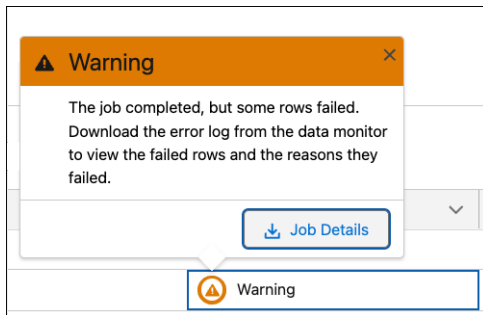 Warning
The job completed, but some rows failed.
Download the error log from the data monitor
to view the failed rows and the reasons they
failed.
Job Details
Warning